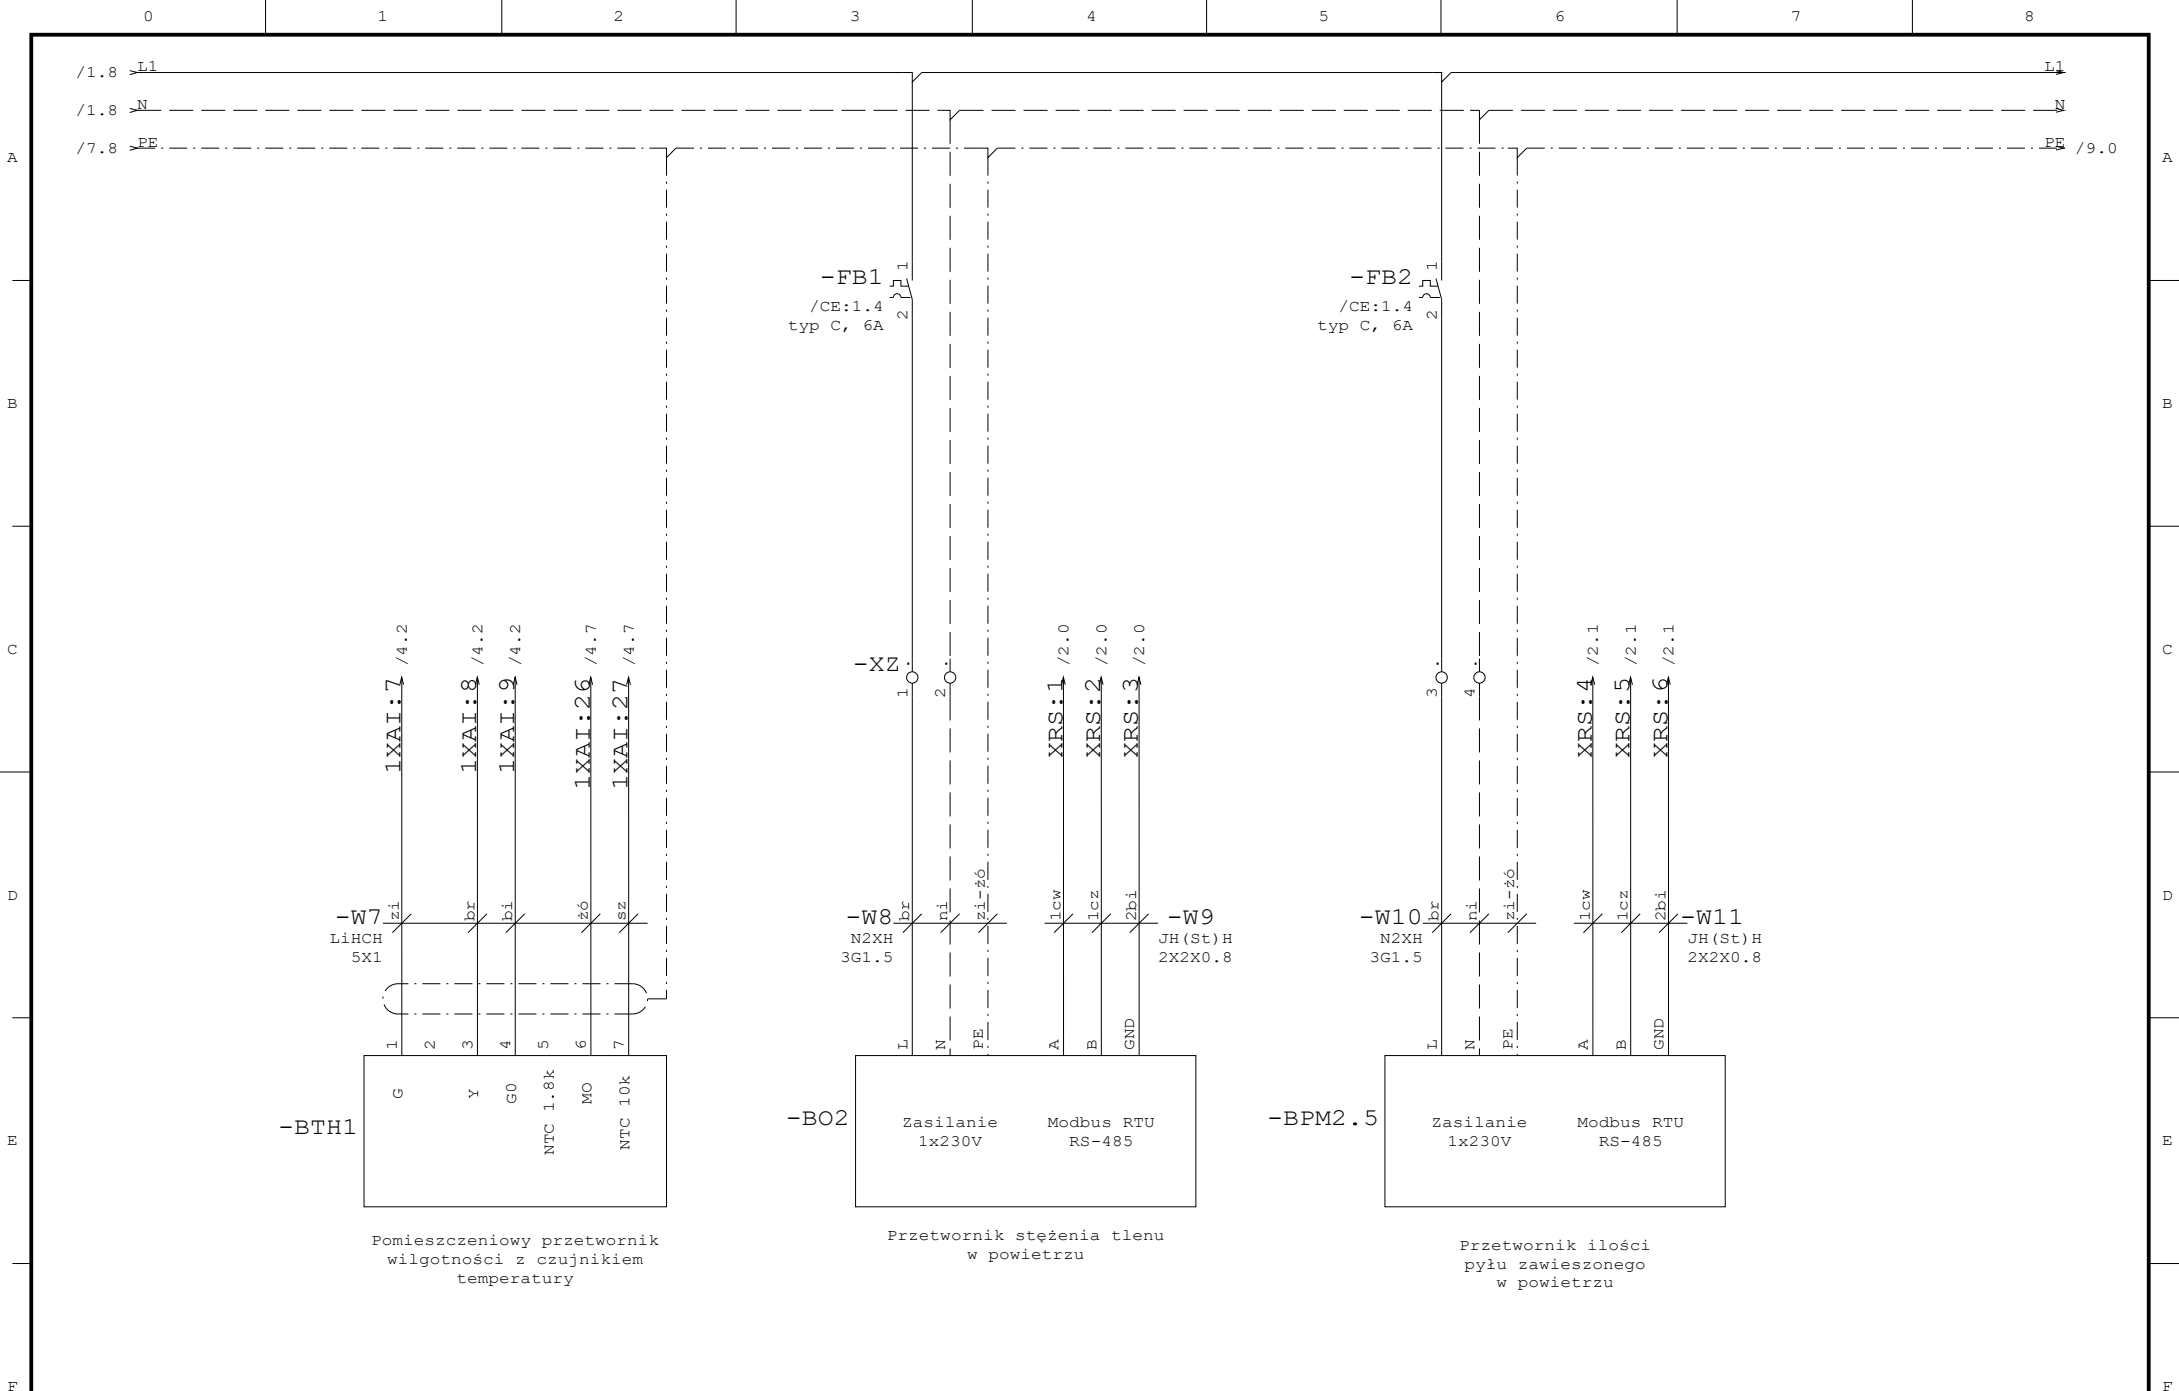 0 1 2 3 4 5 6 7 8
/1.8 L1 L1
/1.8 N N
/7.8 PE PE /9.0
A A
-FB1 1
/CE:1.4
typ C, 6A 2
-FB2 1
/CE:1.4
typ C, 6A 2
B B
C C
/4.2 /4.2 /4.2 /4.7 /4.7
1XAI:7 1XAI:8 1XAI:9 1XAI:26 1XAI:27
-XZ 1 2
/2.0 /2.0 /2.0
XRS:1 XRS:2 XRS:3
3 4
/2.1 /2.1 /2.1
XRS:4 XRS:5 XRS:6
D D
-W7 zi br bi żó sz
LiHCH
5X1
-W8 br ni zi-żó
N2XH
3G1.5
1cw 1cz 2bi -W9
JH(St)H
2X2X0.8
-W10 br ni zi-żó
N2XH
3G1.5
1cw 1cz 2bi -W11
JH(St)H
2X2X0.8
1 2 3 4 5 6 7
G Y G0 NTC 1.8k MO NTC 10k
-BTH1
L N PE A B GND
-BO2
Zasilanie
1x230V
Modbus RTU
RS-485
L N PE A B GND
-BPM2.5
Zasilanie
1x230V
Modbus RTU
RS-485
E E
Pomieszczeniowy przetwornik
wilgotności z czujnikiem
temperatury
Przetwornik stężenia tlenu
w powietrzu
Przetwornik ilości
pyłu zawieszonego
w powietrzu
F F